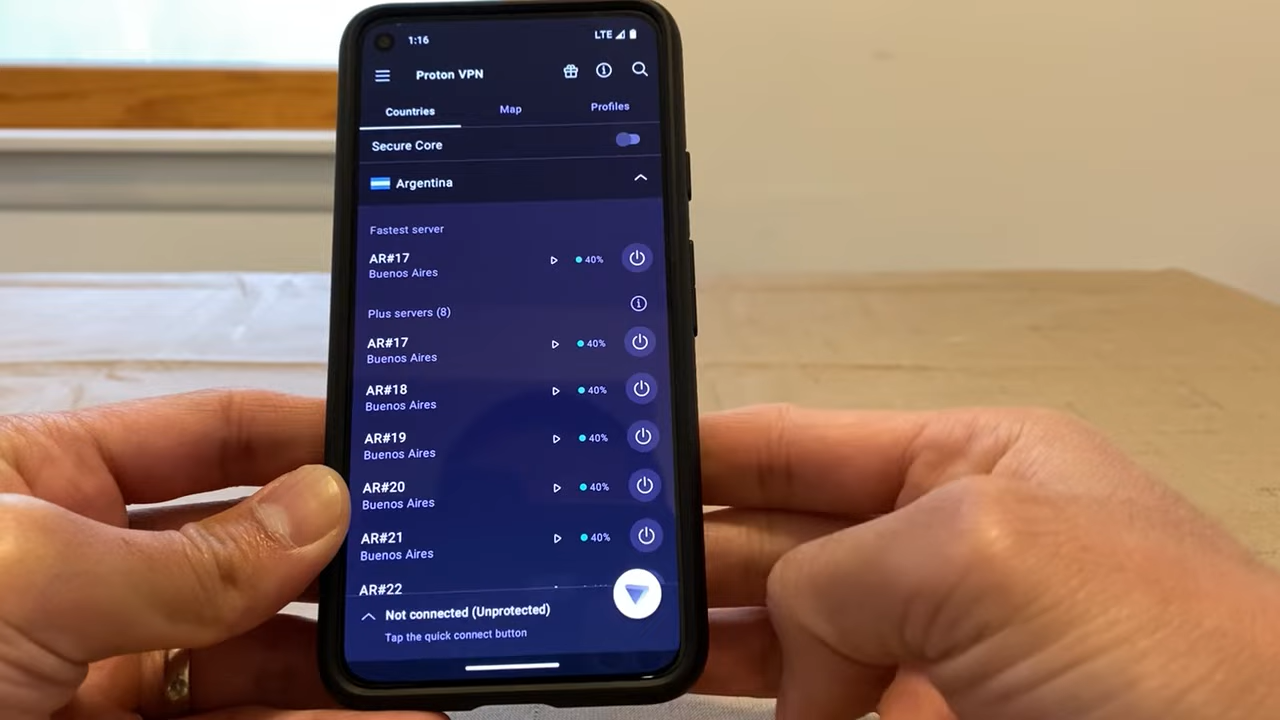 1:16 LTE
Proton VPN
Countries Map Profiles
Secure Core
Argentina
Fastest server
AR#17 40%
Buenos Aires
Plus servers (8)
AR#17 40%
Buenos Aires
AR#18 40%
Buenos Aires
AR#19 40%
Buenos Aires
AR#20 40%
Buenos Aires
AR#21 40%
Buenos Aires
AR#22
Not connected (Unprotected)
Tap the quick connect button